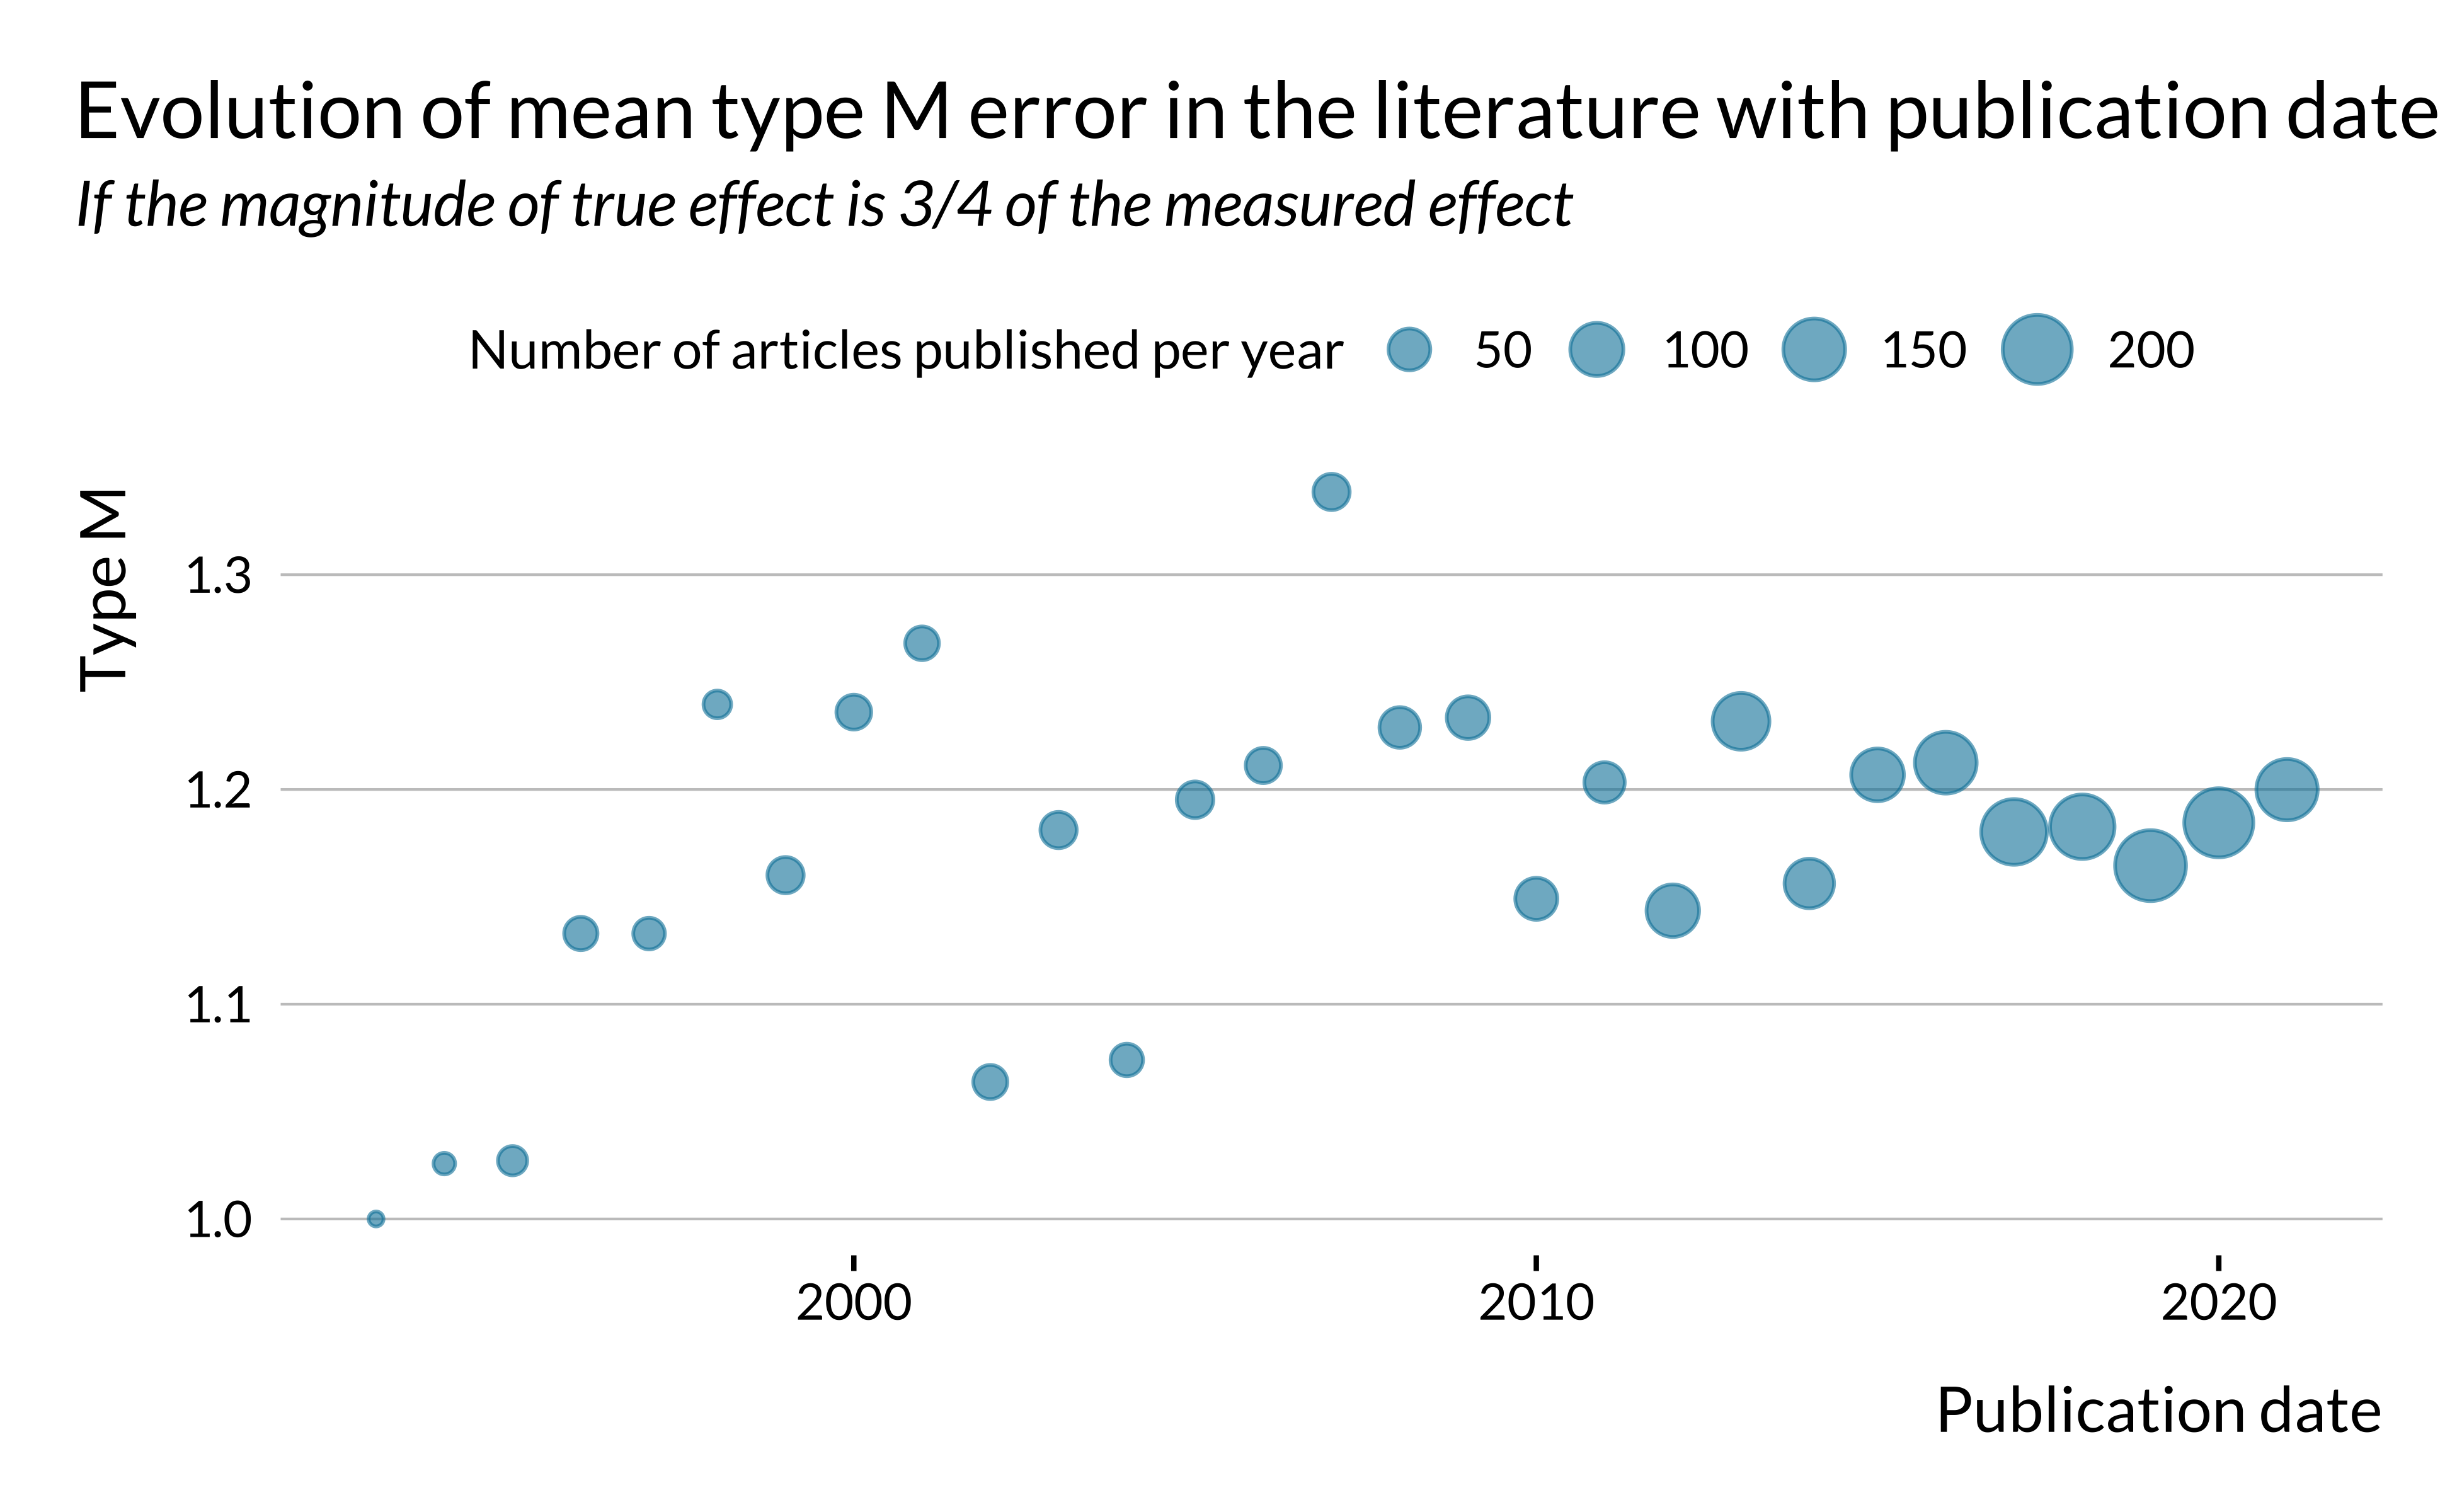 Evolution of mean type M error in the literature with publication date
If the magnitude of true effect is 3/4 of the measured effect
Number of articles published per year 50 100 150 200
Type M
1.3
1.2
1.1
1.0
2000 2010 2020
Publication date